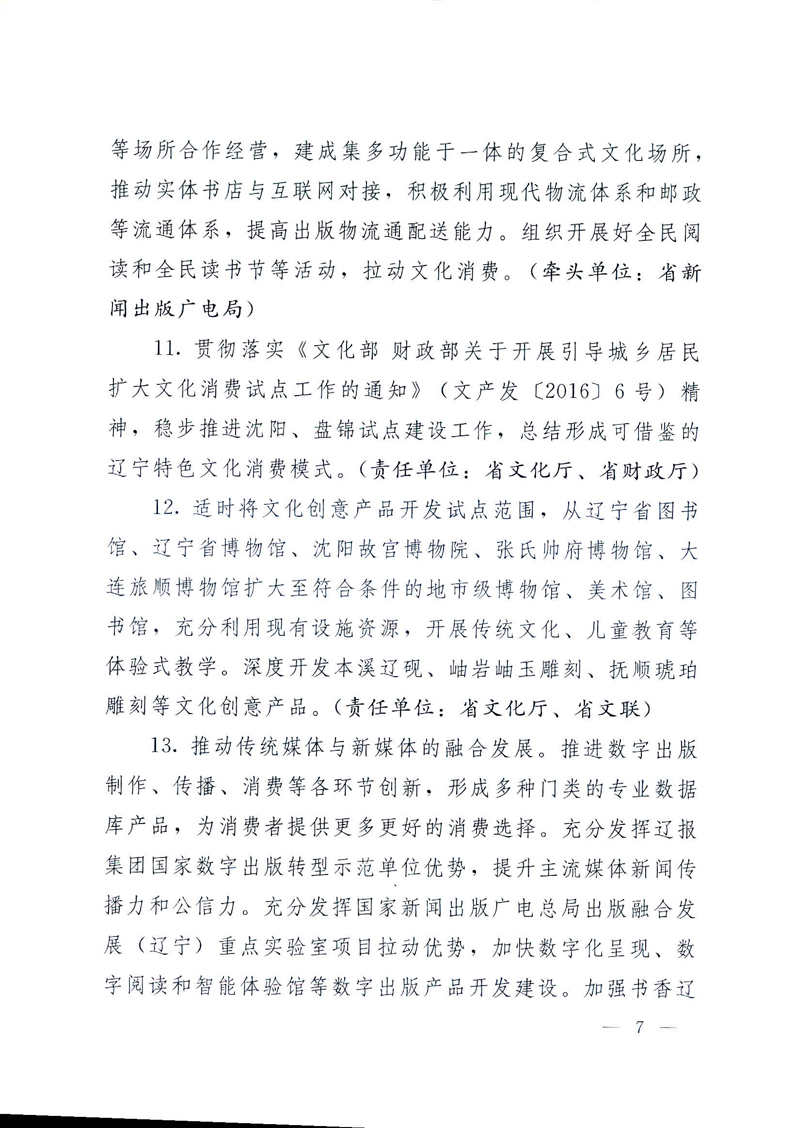 等场所合作经营，建成集多功能于一体的复合式文化场所，
推动实体书店与互联网对接，积极利用现代物流体系和邮政
等流通体系，提高出版物流通配送能力。组织开展好全民阅
读和全民读书节等活动，拉动文化消费。（牵头单位：省新
闻出版广电局）
11. 贯彻落实《文化部 财政部关于开展引导城乡居民
扩大文化消费试点工作的通知》（文产发〔2016〕6 号）精
神，稳步推进沈阳、盘锦试点建设工作，总结形成可借鉴的
辽宁特色文化消费模式。（责任单位：省文化厅、省财政厅）
12. 适时将文化创意产品开发试点范围，从辽宁省图书
馆、辽宁省博物馆、沈阳故宫博物院、张氏帅府博物馆、大
连旅顺博物馆扩大至符合条件的地市级博物馆、美术馆、图
书馆，充分利用现有设施资源，开展传统文化、儿童教育等
体验式教学。深度开发本溪辽砚、岫岩岫玉雕刻、抚顺琥珀
雕刻等文化创意产品。（责任单位：省文化厅、省文联）
13. 推动传统媒体与新媒体的融合发展。推进数字出版
制作、传播、消费等各环节创新，形成多种门类的专业数据
库产品，为消费者提供更多更好的消费选择。充分发挥辽报
集团国家数字出版转型示范单位优势，提升主流媒体新闻传
播力和公信力。充分发挥国家新闻出版广电总局出版融合发
展（辽宁）重点实验室项目拉动优势，加快数字化呈现、数
字阅读和智能体验馆等数字出版产品开发建设。加强书香辽
— 7 —